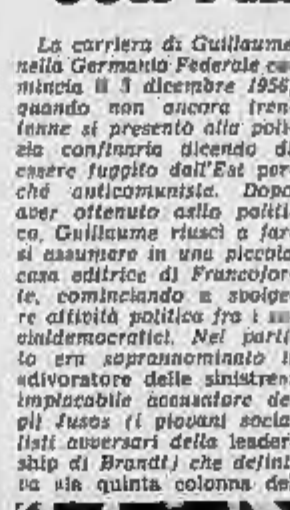 La carriera di Guillaume
nella Germania Federale co
mincia il 3 dicembre 1956,
quando non ancora tren
tenne si presentò alla poli
zia confinaria dicendo di
essere fuggito dall'Est per
ché anticomunista. Dopo
aver ottenuto asilo politi
co, Guillaume riuscì a far
si assumere in una piccola
casa editrice di Francofor
te, cominciando a svolge
re attività politica fra i so
cialdemocratici. Nel parti
to era soprannominato il
«divoratore delle sinistre»:
implacabile accusatore de
gli Jusos (i giovani socia
listi avversari della leader
ship di Brandt) che defini
va «la quinta colonna del